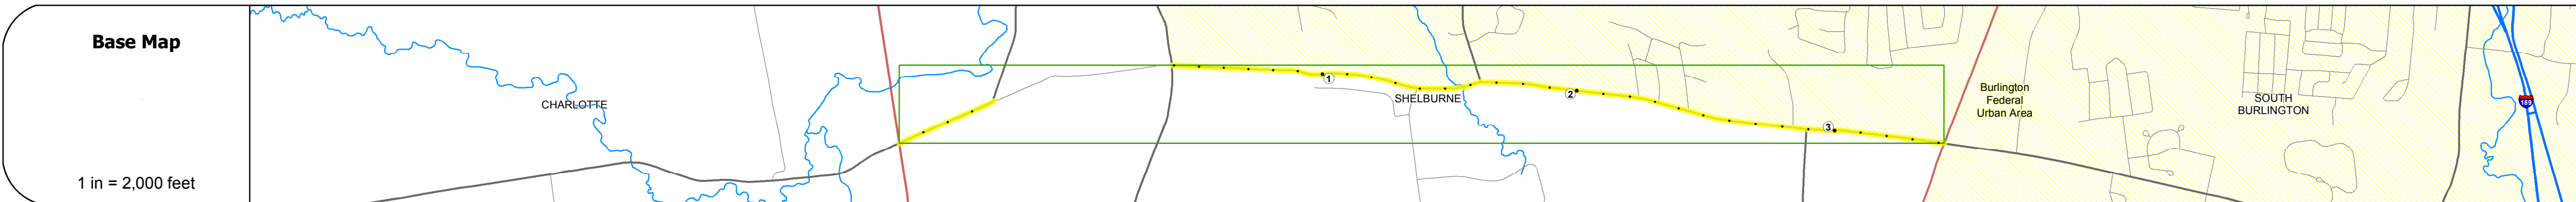 Base Map
1 in = 2,000 feet
CHARLOTTE
1
SHELBURNE
2
3
Burlington
Federal
Urban Area
SOUTH
BURLINGTON
189